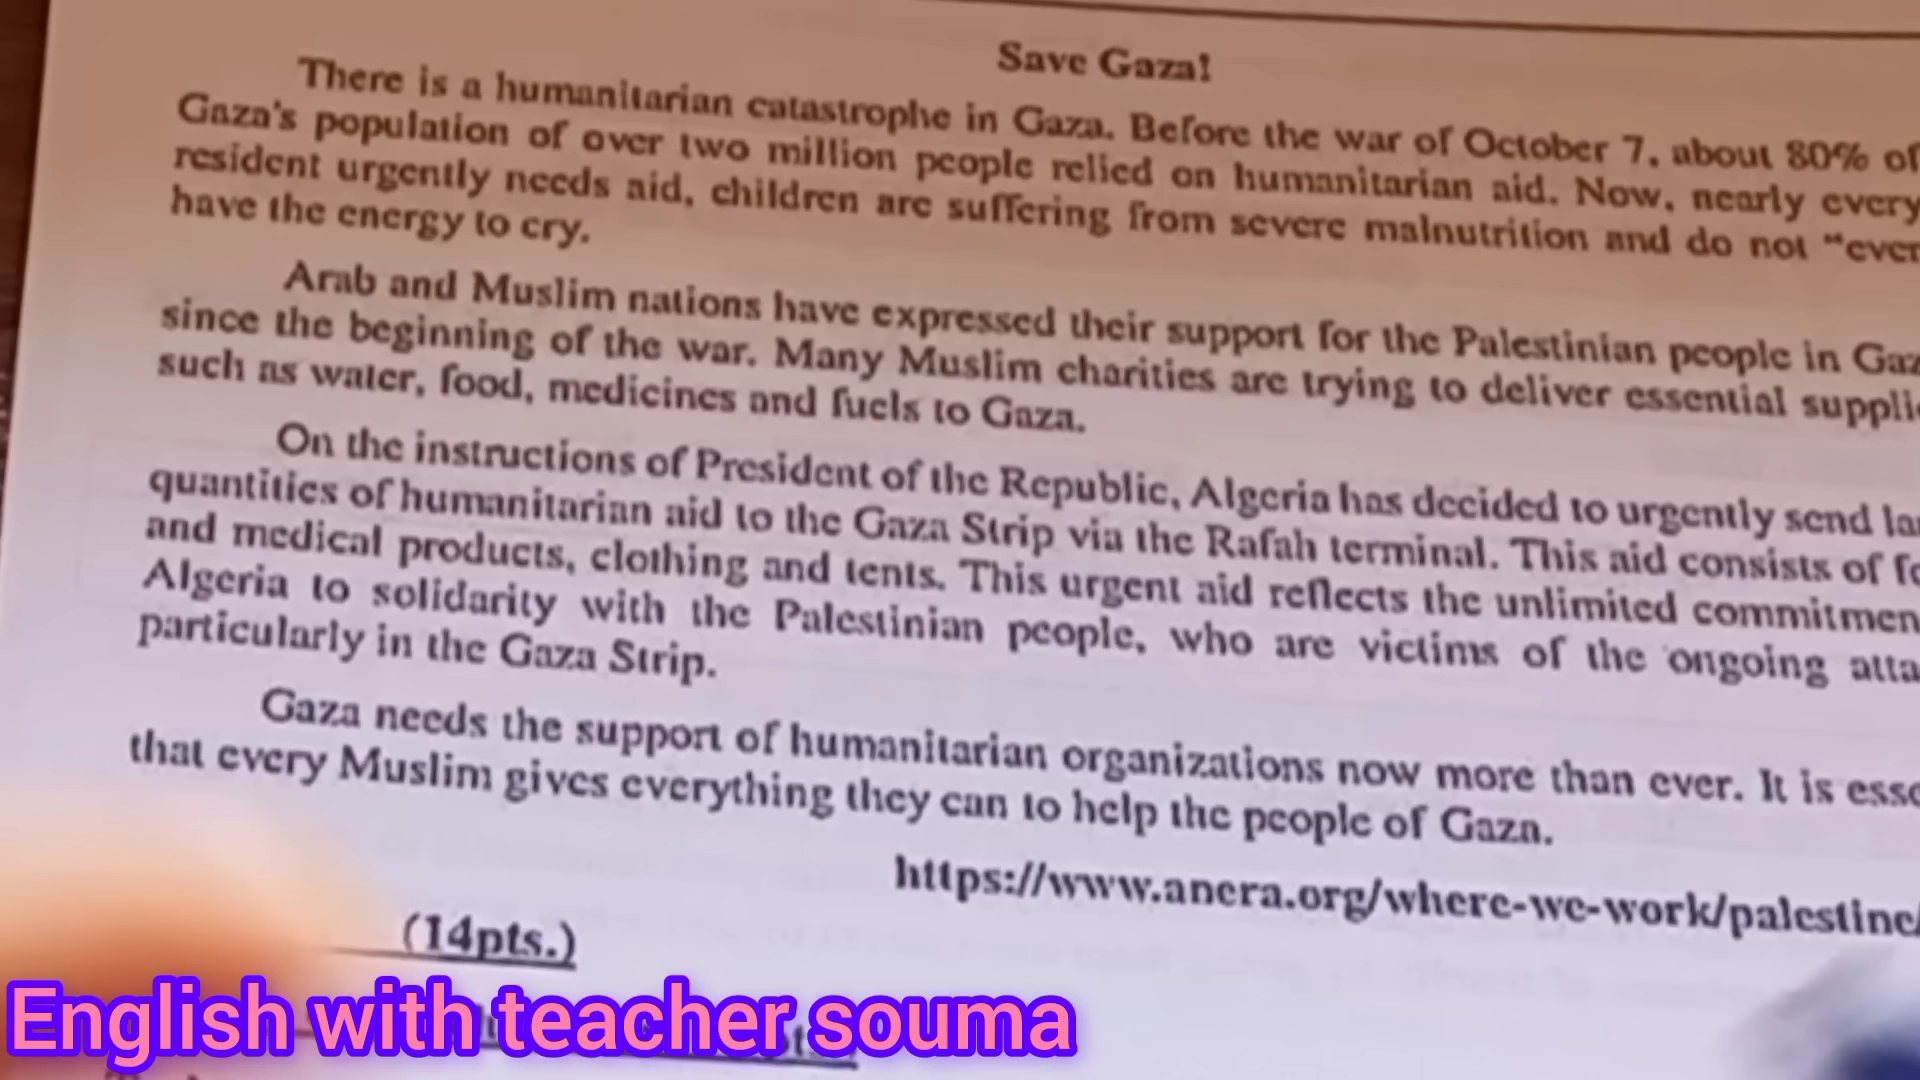 Save Gaza!
There is a humanitarian catastrophe in Gaza. Before the war of October 7, about 80% of
Gaza's population of over two million people relied on humanitarian aid. Now, nearly every
resident urgently needs aid, children are suffering from severe malnutrition and do not "even
have the energy to cry.
Arab and Muslim nations have expressed their support for the Palestinian people in Gaz
since the beginning of the war. Many Muslim charities are trying to deliver essential supplie
such as water, food, medicines and fuels to Gaza.
On the instructions of President of the Republic, Algeria has decided to urgently send
quantities of humanitarian aid to the Gaza Strip via the Rafah terminal. This aid consists of
and medical products, clothing and tents. This urgent aid reflects the unlimited commitmen
Algeria to solidarity with the Palestinian people, who are victims of the ongoing atta
particularly in the Gaza Strip.
Gaza needs the support of humanitarian organizations now more than ever. It is esse
that every Muslim gives everything they can to help the people of Gaza.
https://www.anera.org/where-we-work/palestine/
(14pts.)
English with teacher souma